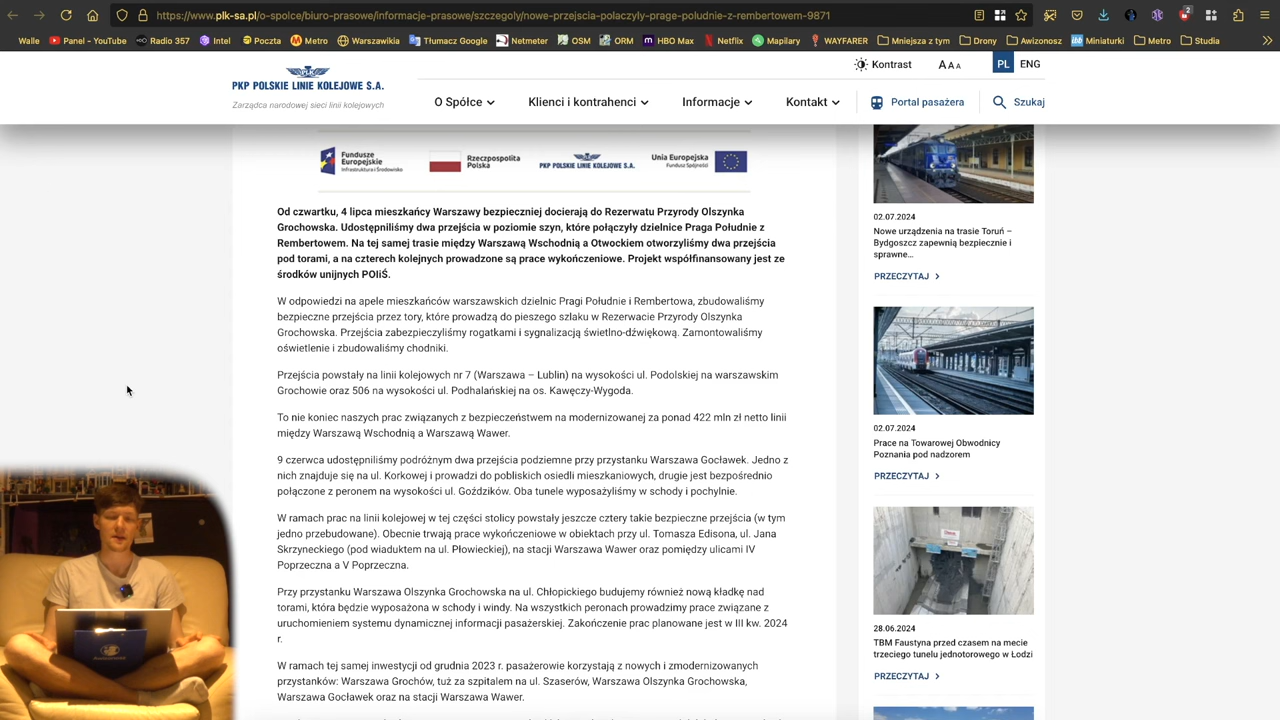 https://www.plk-sa.pl/o-spolce/biuro-prasowe/informacje-prasowe/szczegoly/bezpieczne-przejscia-przez-tory-w-rembertowie-9871
Walle
Panel - YouTube
Radio 357
Intel
Poczta
Tłumacz Google
Neternet
OSM
OrM
HBO Max
Netflix
Mapilary
WAYFARER
Miniatury
Meteo
Disney+
PKP POLSKIE LINIE KOLEJOWE S.A.
Zarządca narodowej sieci linii kolejowych
Kontrast
A A A
PL ENG
O Spółce
Klienci i kontrahenci
Informacje
Kontakt
Portal pasażera
Szukaj
Fundusze
Europejskie
Infrastruktura i Środowisko
Rzeczpospolita
Polska
PKP POLSKIE LINIE KOLEJOWE S.A.
Unia Europejska
Fundusz Spójności
Od czwartku, 4 lipca mieszkańcy Warszawy bezpieczniej docierają do Rezerwatu Przyrody Olszynka
Grochowska. Udostępniliśmy dwa przejścia w poziomie szyn, które połączyły dzielnice Praga Południe z
Rembertowem. Na tej samej trasie między Warszawą Wschodnią a Otwockiem otworzyliśmy dwa przejścia
pod torami, a na czterech kolejnych prowadzone są prace wykończeniowe. Projekt współfinansowany jest ze
środków unijnych POIiŚ.
W odpowiedzi na apele mieszkańców warszawskich dzielnic Pragi Południe i Rembertowa, zbudowaliśmy
bezpieczne przejścia przez tory, które prowadzą do pieszego szlaku w Rezerwacie Przyrody Olszynka
Grochowska. Przejścia zabezpieczyliśmy rogatkami i sygnalizacją świetlno-dźwiękową. Zamontowaliśmy
oświetlenie i zbudowaliśmy chodniki.
Przejścia powstały na linii kolejowych nr 7 (Warszawa – Lublin) na wysokości ul. Podolskiej na warszawskim
Grochowie oraz 506 na wysokości ul. Podhalańskiej na os. Kawęczy-Wygoda.
To nie koniec naszych prac związanych z bezpieczeństwem na modernizowanej za ponad 422 mln zł netto linii
między Warszawą Wschodnią a Warszawą Wawer.
9 czerwca udostępniliśmy podróżnym dwa przejścia podziemne przy przystanku Warszawa Gocławek. Jedno z
nich znajduje się na ul. Korkowej i prowadzi do pobliskich osiedli mieszkaniowych, drugie jest bezpośrednio
połączone z peronem na wysokości ul. Goździków. Oba tunele wyposażyliśmy w schody i pochylnie.
W ramach prac na linii kolejowej w tej części stolicy powstały jeszcze cztery takie bezpieczne przejścia (w tym
jedno przebudowane). Obecnie trwają prace wykończeniowe w obiektach przy ul. Tomasza Edisona, ul. Jana
Skrzyneckiego (pod wiaduktem na ul. Płowieckiej), na stacji Warszawa Wawer oraz pomiędzy ulicami IV
Poprzeczna a V Poprzeczna.
Przy przystanku Warszawa Olszynka Grochowska na ul. Chłopickiego budujemy również nową kładkę nad
torami, która będzie wyposażona w schody i windy. Na wszystkich peronach prowadzimy prace związane z
uruchomieniem systemu dynamicznej informacji pasażerskiej. Zakończenie prac planowane jest w III kw. 2024
r.
W ramach tej samej inwestycji od grudnia 2023 r. pasażerowie korzystają z nowych i zmodernizowanych
przystanków: Warszawa Grochów, tuż za szpitalem na ul. Szaserów, Warszawa Olszynka Grochowska,
Warszawa Gocławek oraz na stacji Warszawa Wawer.
02.07.2024
Nowe urządzenia na trasie Toruń –
Bydgoszcz zapewnią bezpiecznie i
sprawne…
PRZECZYTAJ
02.07.2024
Prace na Towarowej Obwodnicy
Poznania pod nadzorem
PRZECZYTAJ
28.06.2024
TBM Faustyna przed czasem na mecie
trzeciego tunelu jednotorowego w Łodzi
PRZECZYTAJ